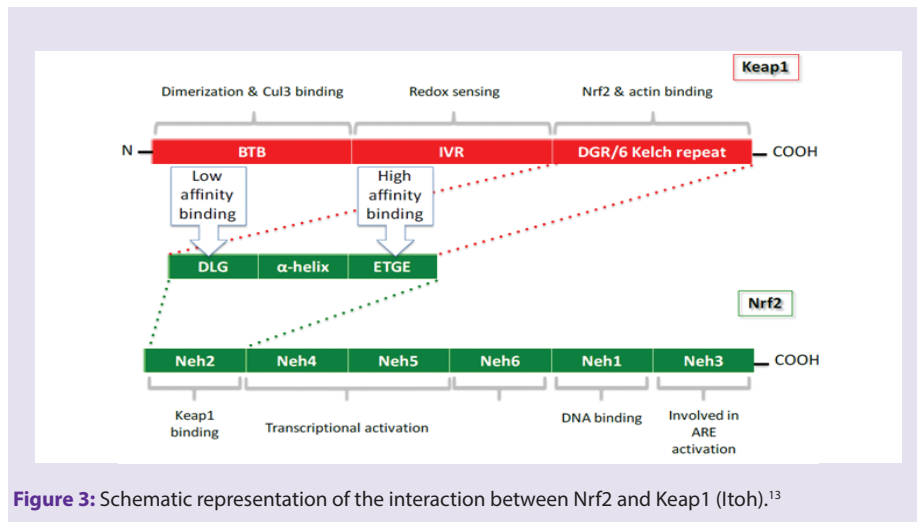 Keap1
Dimerization & Cul3 binding
Redox sensing
Nrf2 & actin binding
N
BTB
IVR
DGR/6 Kelch repeat
COOH
Low
affinity
binding
High
affinity
binding
DLG
α-helix
ETGE
Nrf2
Neh2
Neh4
Neh5
Neh6
Neh1
Neh3
COOH
Keap1
binding
Transcriptional activation
DNA binding
Involved in
ARE
activation
Figure 3: Schematic representation of the interaction between Nrf2 and Keap1 (Itoh).¹³